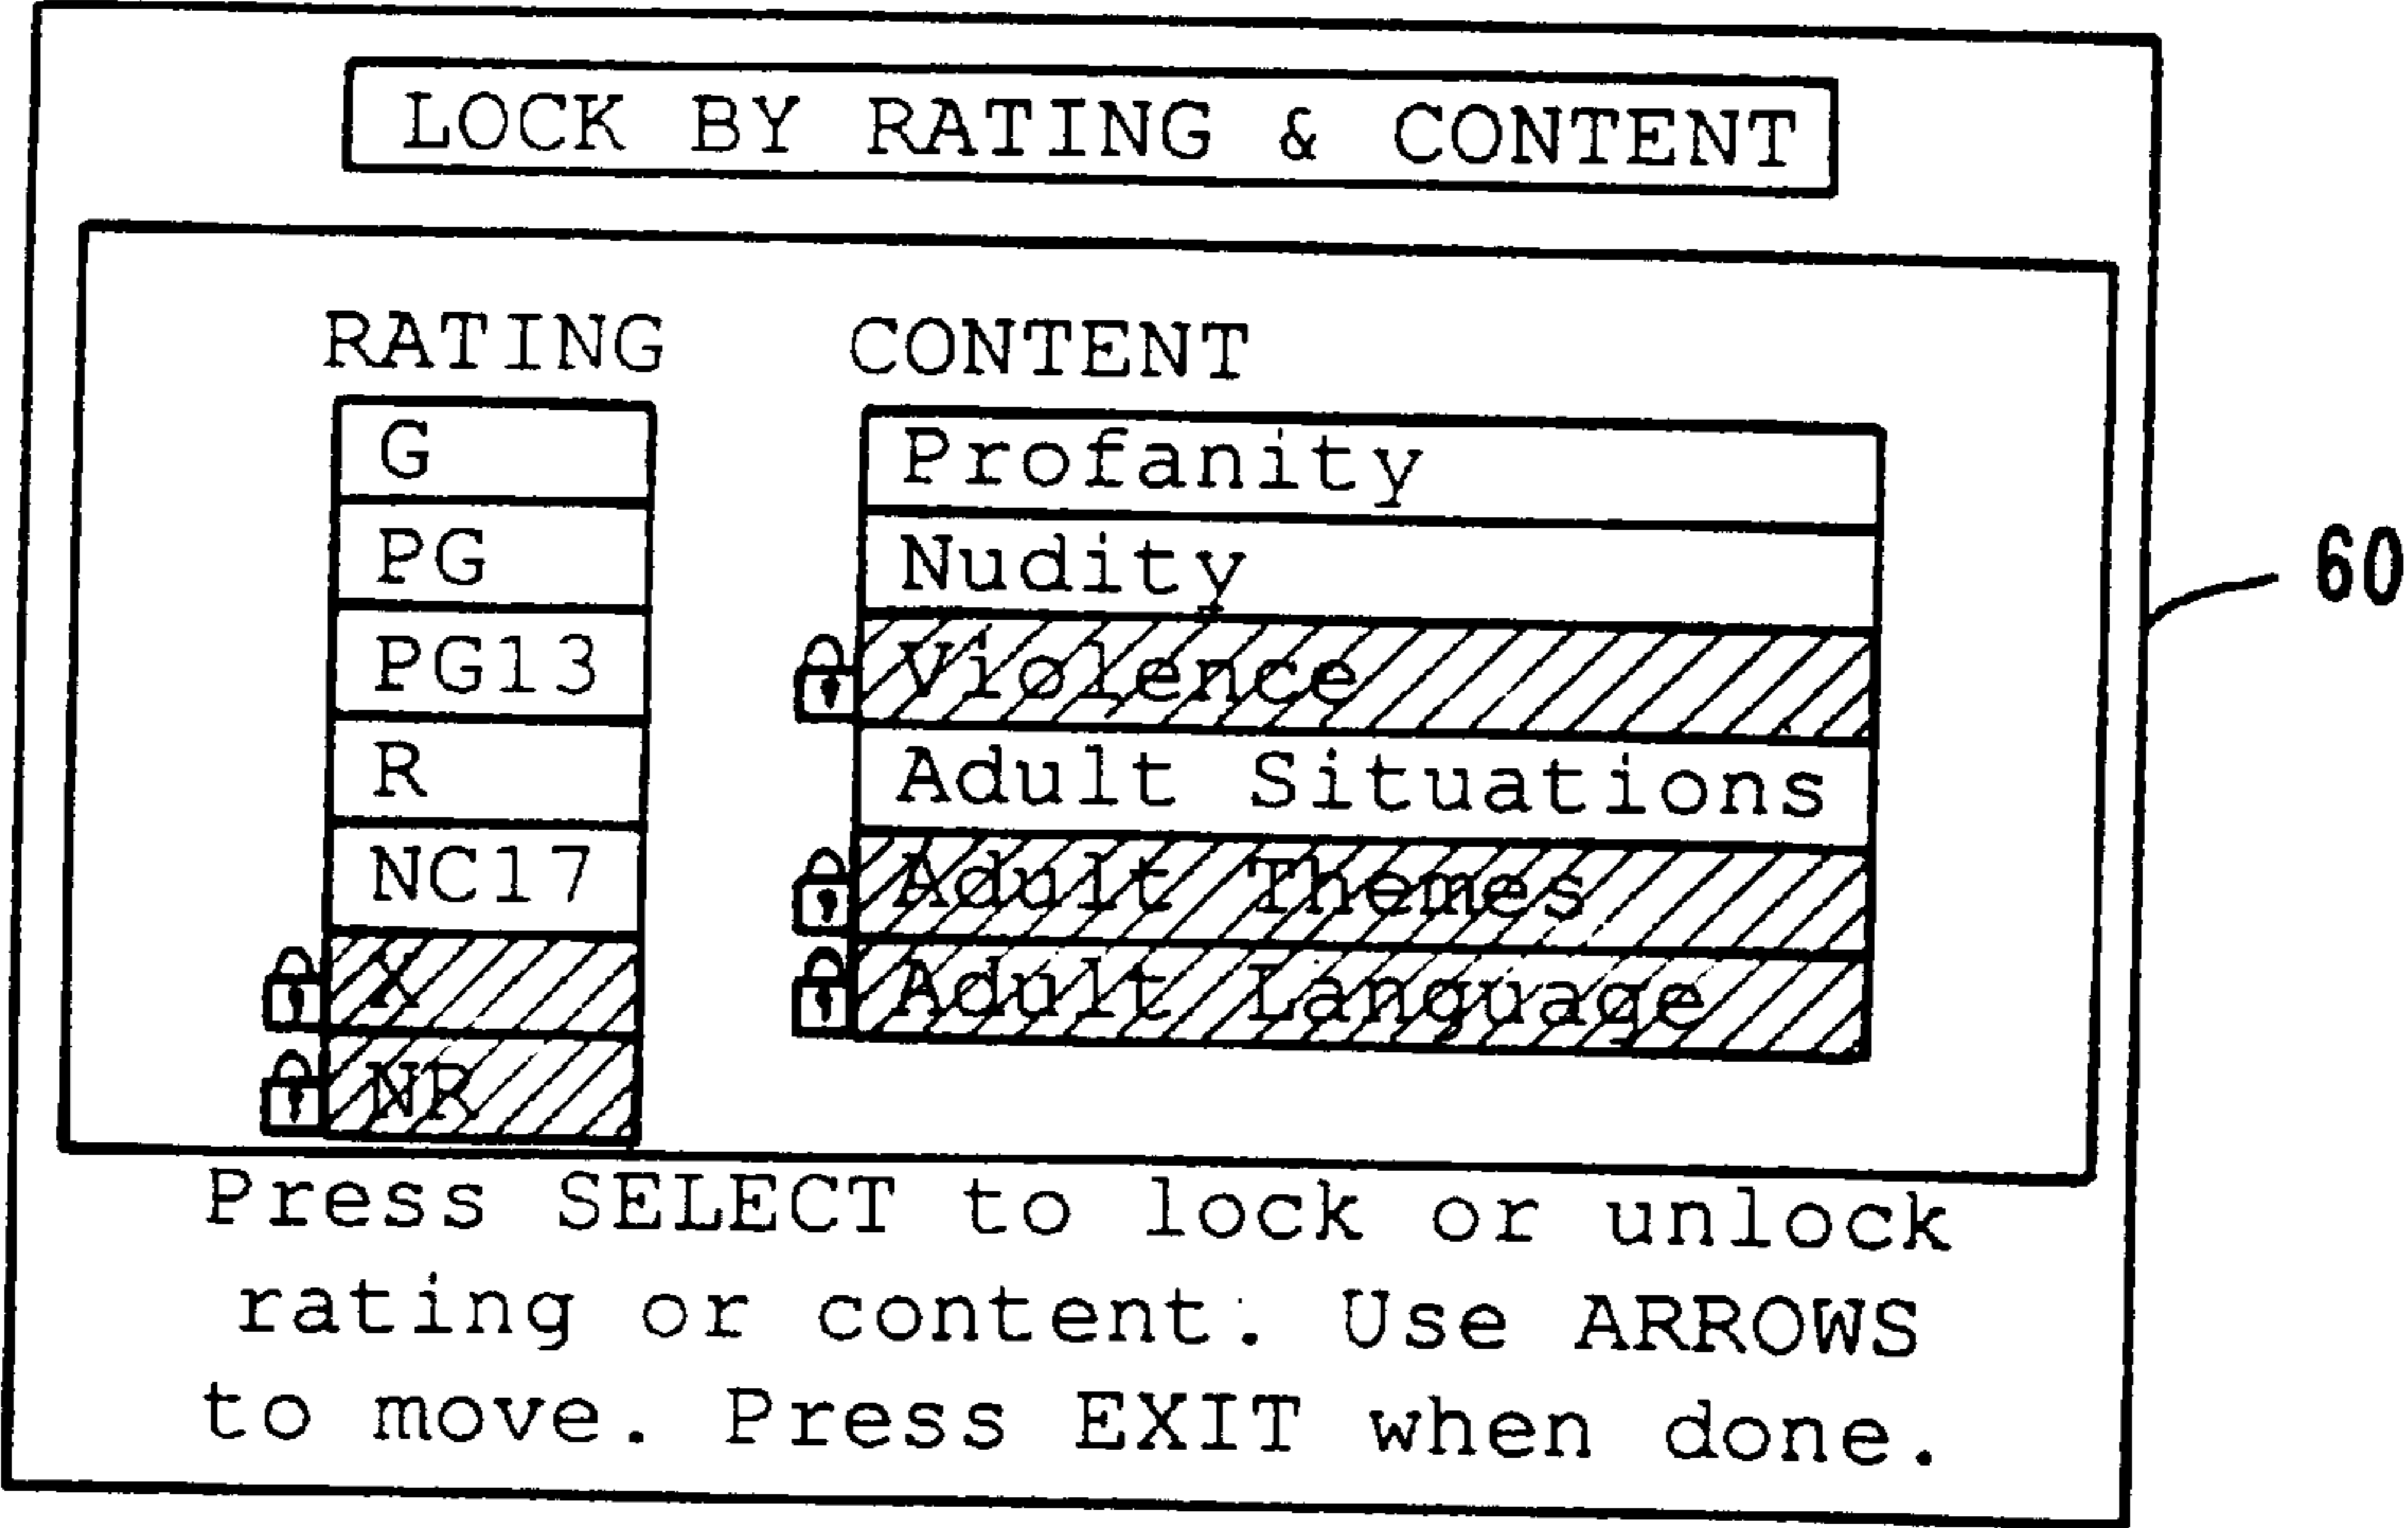 LOCK BY RATING & CONTENT
RATING
G
PG
PG13
R
NC17
X
NR
CONTENT
Profanity
Nudity
Violence
Adult Situations
Adult Themes
Adult Language
60
Press SELECT to lock or unlock
rating or content. Use ARROWS
to move. Press EXIT when done.